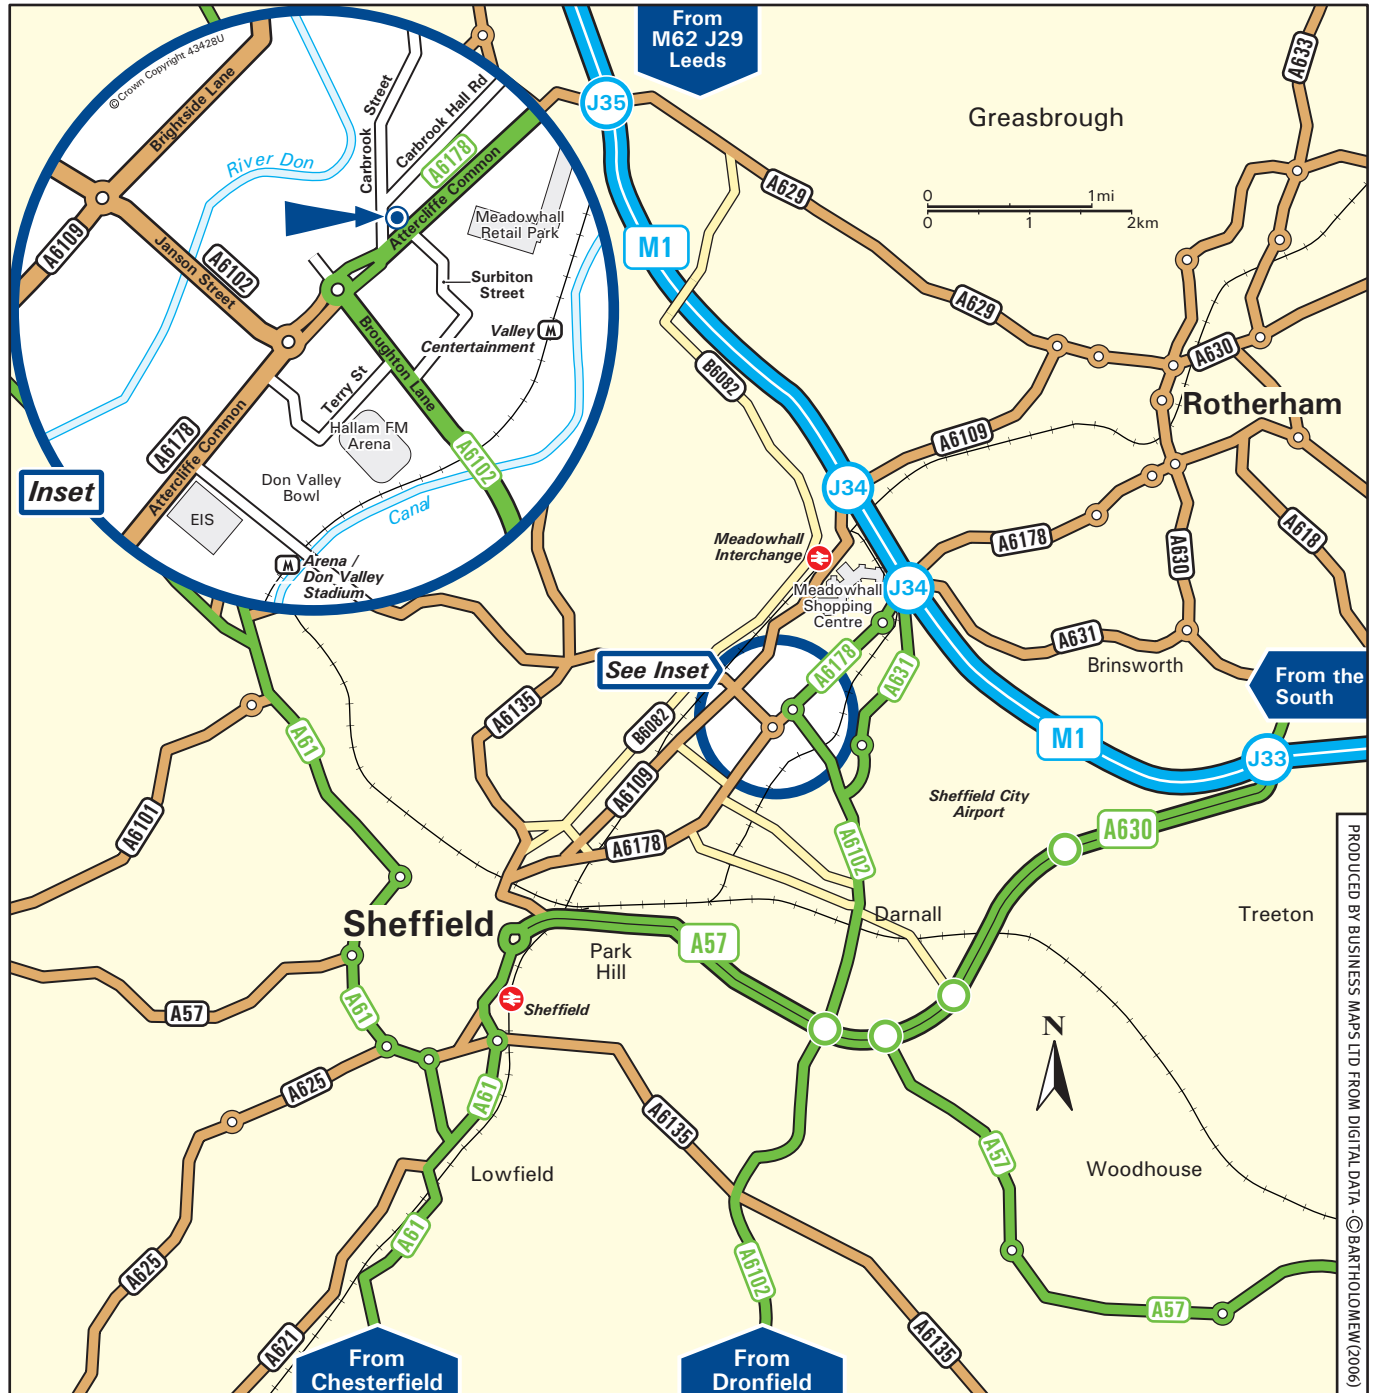 From
M62 J29
Leeds
©Crown Copyright 43428U
Brightside Lane
River Don
Carbrook Street
Carbrook Hall Rd
A6178
Attercliffe Common
A6109
Janson Street
A6102
Meadowhall
Retail Park
Surbiton
Street
Valley
Centertainment
Broughton Lane
Terry St
Hallam FM
Arena
A6178
Attercliffe Common
A6102
Don Valley
Bowl
Canal
EIS
Arena /
Don Valley
Stadium
Inset
J35
M1
A629
Greasbrough
0
1mi
0
1
2km
A633
A629
A630
Rotherham
B6082
A6109
J34
A6178
A630
A618
Meadowhall
Interchange
Meadowhall
Shopping
Centre
J34
A631
Brinsworth
From the
South
See Inset
A6178
A631
A6135
B6082
A61
M1
J33
A6109
Sheffield City
Airport
A6101
A6178
A6102
A630
Sheffield
Darnall
Treeton
Park
Hill
A57
A57
A61
Sheffield
N
A625
A61
A6135
A57
Woodhouse
Lowfield
A61
A625
A6102
A57
A621
A6135
From
Chesterfield
From
Dronfield
PRODUCED BY BUSINESS MAPS LTD FROM DIGITAL DATA - ©BARTHOLOMEW(2006)